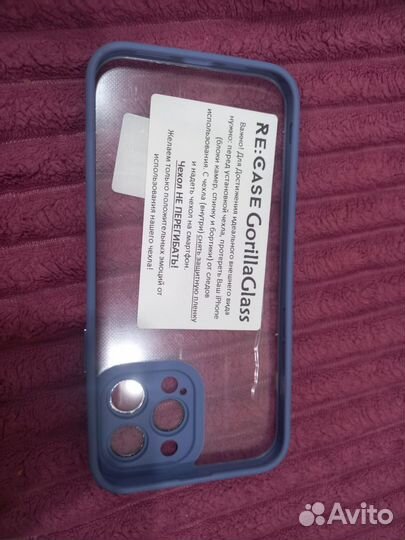 RE:CASE GorillaGlass
Важно! Для Достижения идеального внешнего вида
нужно: перед установкой чехла, протереть Ваш iPhone
(блоки камер, спинку и бортики) от следов
использования. С чехла (внутри) снять защитную пленку
и надеть чехол на смартфон.
Чехол НЕ ПЕРЕГИБАТЬ!
Желаем только положительных эмоций от
использования нашего чехла!
Avito